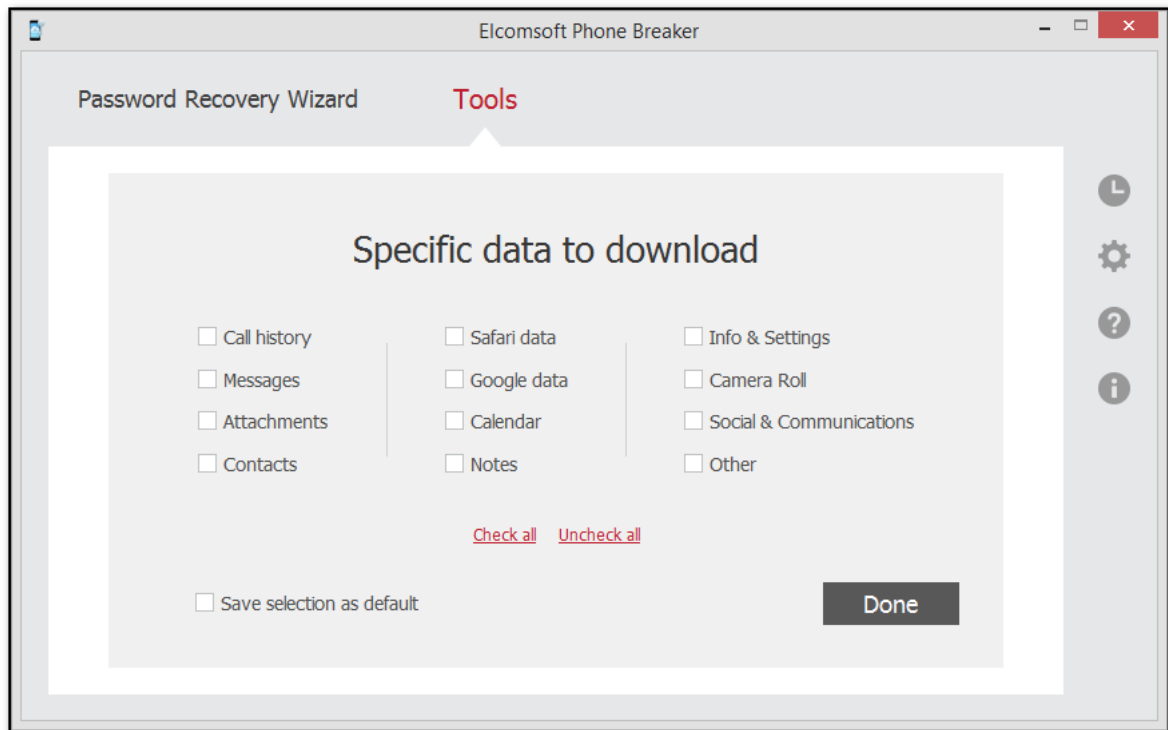 Elcomsoft Phone Breaker
Password Recovery Wizard
Tools
Specific data to download
Call history
Messages
Attachments
Contacts
Safari data
Google data
Calendar
Notes
Info & Settings
Camera Roll
Social & Communications
Other
Check all Uncheck all
Save selection as default
Done